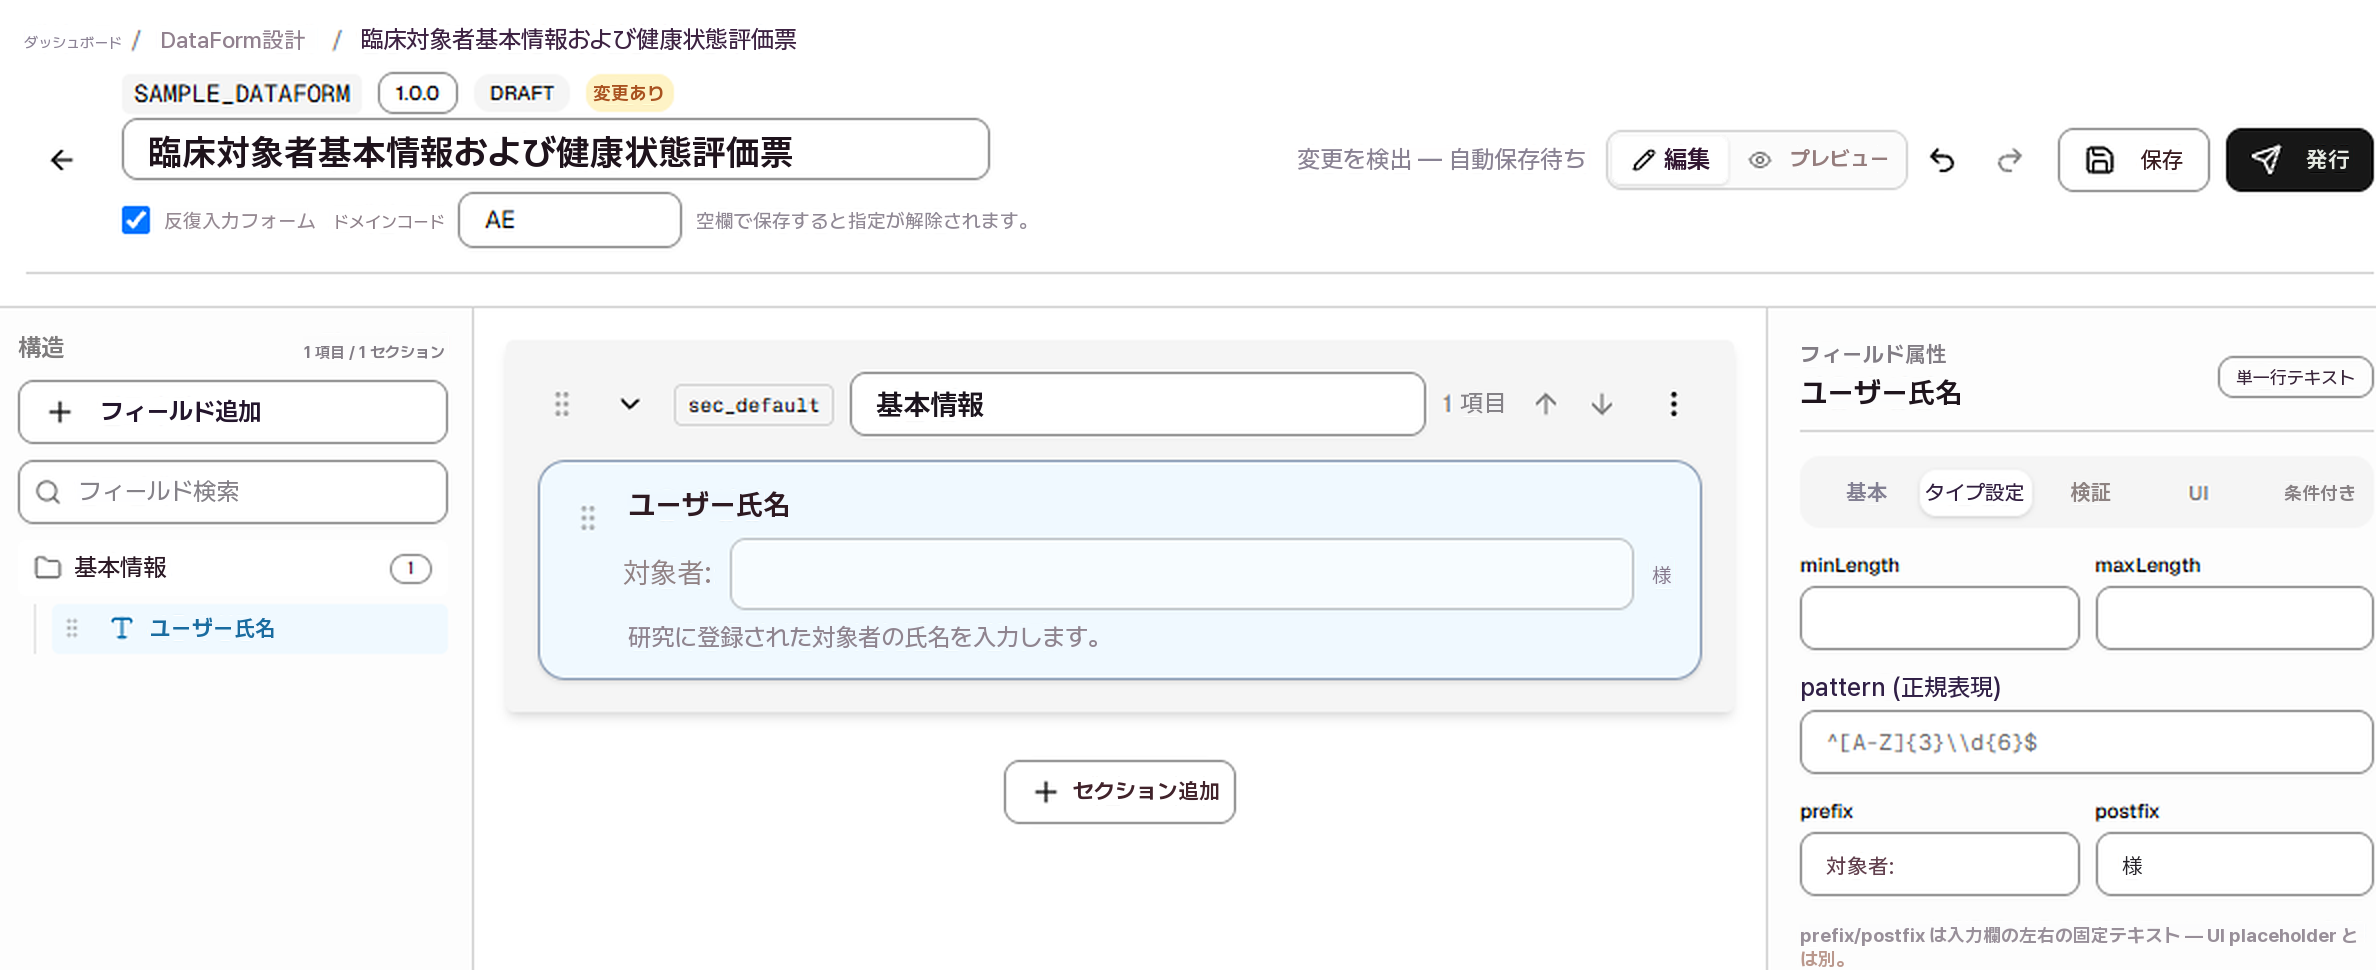 ダッシュボード / DataForm設計 / 臨床対象者基本情報および健康状態評価票
SAMPLE_DATAFORM 1.0.0 DRAFT 変更あり
臨床対象者基本情報および健康状態評価票
変更を検出 — 自動保存待ち 編集 プレビュー 保存 発行
反復入力フォーム ドメインコード AE 空欄で保存すると指定が解除されます。
構造 1 項目 / 1 セクション
フィールド追加
フィールド検索
基本情報 1
ユーザー氏名
sec_default 基本情報 1 項目
ユーザー氏名
対象者: 様
研究に登録された対象者の氏名を入力します。
セクション追加
フィールド属性
ユーザー氏名 単一行テキスト
基本 タイプ設定 検証 UI 条件付き
minLength maxLength
pattern (正規表現)
^[A-Z]{3}\\d{6}$
prefix postfix
対象者: 様
prefix/postfix は入力欄の左右の固定テキスト — UI placeholder と
は別。